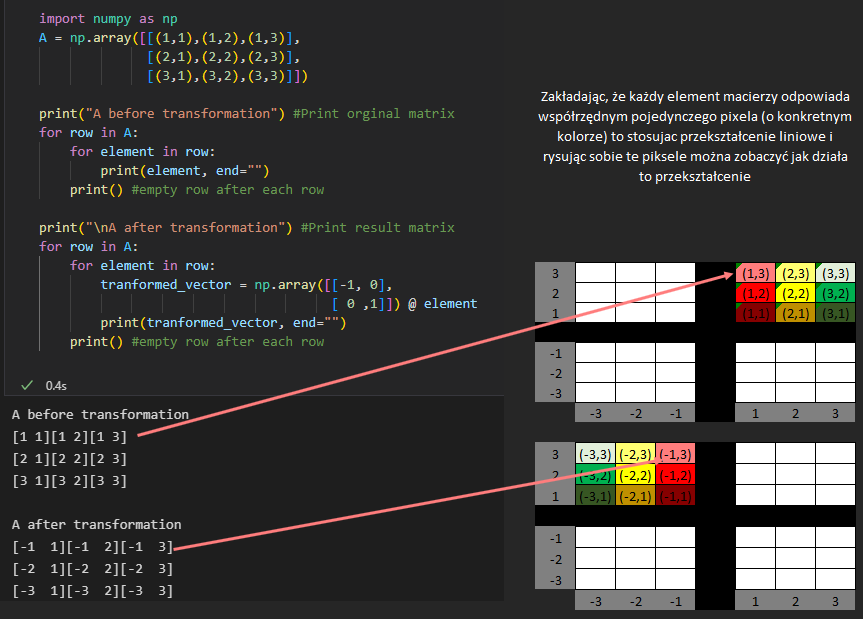 import numpy as np
A = np.array([[(1,1),(1,2),(1,3)],
[(2,1),(2,2),(2,3)],
[(3,1),(3,2),(3,3)]])
print("A before transformation") #Print orginal matrix
for row in A:
for element in row:
print(element, end="")
print() #empty row after each row
print("\nA after transformation") #Print result matrix
for row in A:
for element in row:
tranformed_vector = np.array([[-1, 0],
[ 0 ,1]]) @ element
print(tranformed_vector, end="")
print() #empty row after each row
0.4s
A before transformation
[1 1][1 2][1 3]
[2 1][2 2][2 3]
[3 1][3 2][3 3]
A after transformation
[-1  1][-1  2][-1  3]
[-2  1][-2  2][-2  3]
[-3  1][-3  2][-3  3]
Zakładając, że każdy element macierzy odpowiada
współrzędnym pojedynczego pixela (o konkretnym
kolorze) to stosujac przekształcenie liniowe i
rysując sobie te piksele można zobaczyć jak działa
to przekształcenie
3 (1,3) (2,3) (3,3)
2 (1,2) (2,2) (3,2)
1 (1,1) (2,1) (3,1)
-1
-2
-3
-3 -2 -1 1 2 3
3 (-3,3) (-2,3) (-1,3)
2 (-3,2) (-2,2) (-1,2)
1 (-3,1) (-2,1) (-1,1)
-1
-2
-3
-3 -2 -1 1 2 3